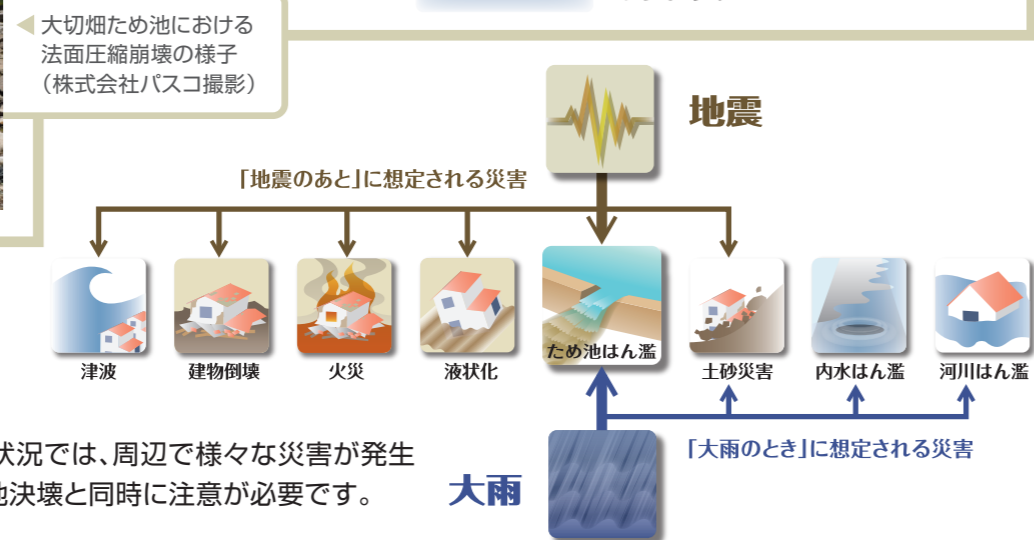 大切畑ため池における
法面圧縮崩壊の様子
（株式会社パスコ撮影）
地震
「地震のあと」に想定される災害
津波
建物倒壊
火災
液状化
ため池はん濫
土砂災害
内水はん濫
河川はん濫
「大雨のとき」に想定される災害
大雨
状況では、周辺で様々な災害が発生
決壊と同時に注意が必要です。